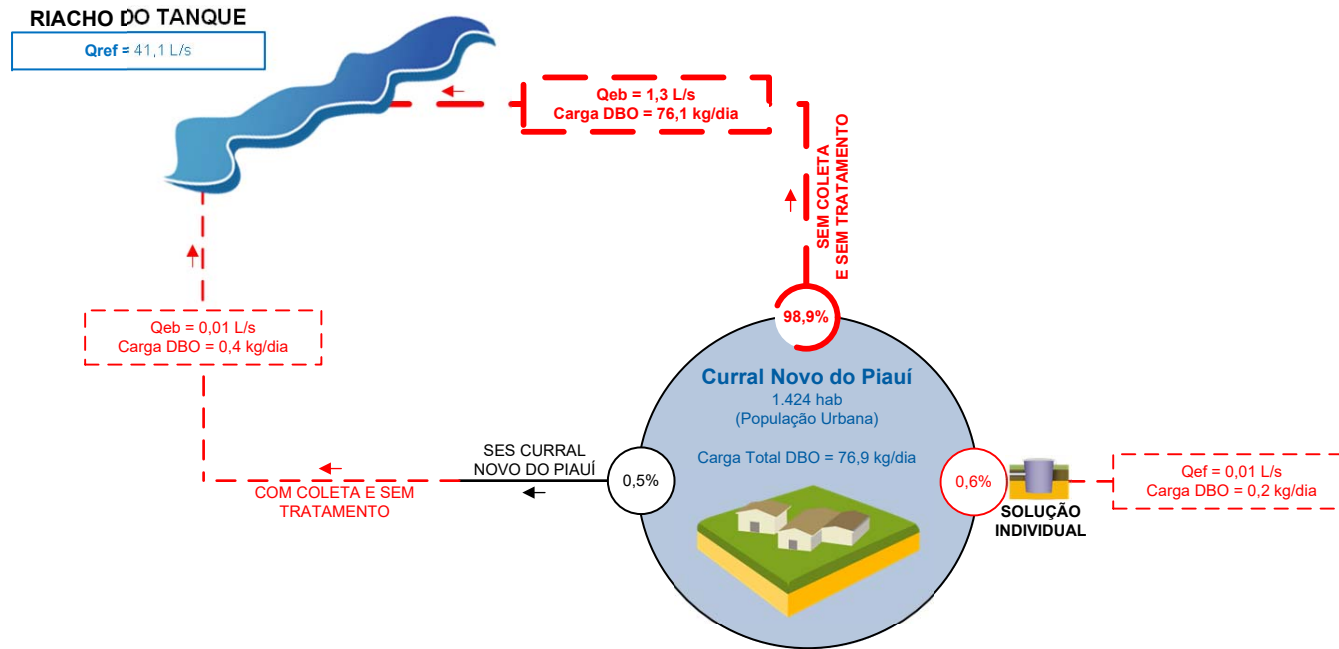 RIACHO DO TANQUE
Qref = 41,1 L/s
Qeb = 1,3 L/s
Carga DBO = 76,1 kg/dia
SEM COLETA
E SEM TRATAMENTO
98,9%
Qeb = 0,01 L/s
Carga DBO = 0,4 kg/dia
Curral Novo do Piauí
1.424 hab
(População Urbana)
Carga Total DBO = 76,9 kg/dia
SES CURRAL
NOVO DO PIAUÍ
0,5%
COM COLETA E SEM
TRATAMENTO
0,6%
SOLUÇÃO
INDIVIDUAL
Qef = 0,01 L/s
Carga DBO = 0,2 kg/dia